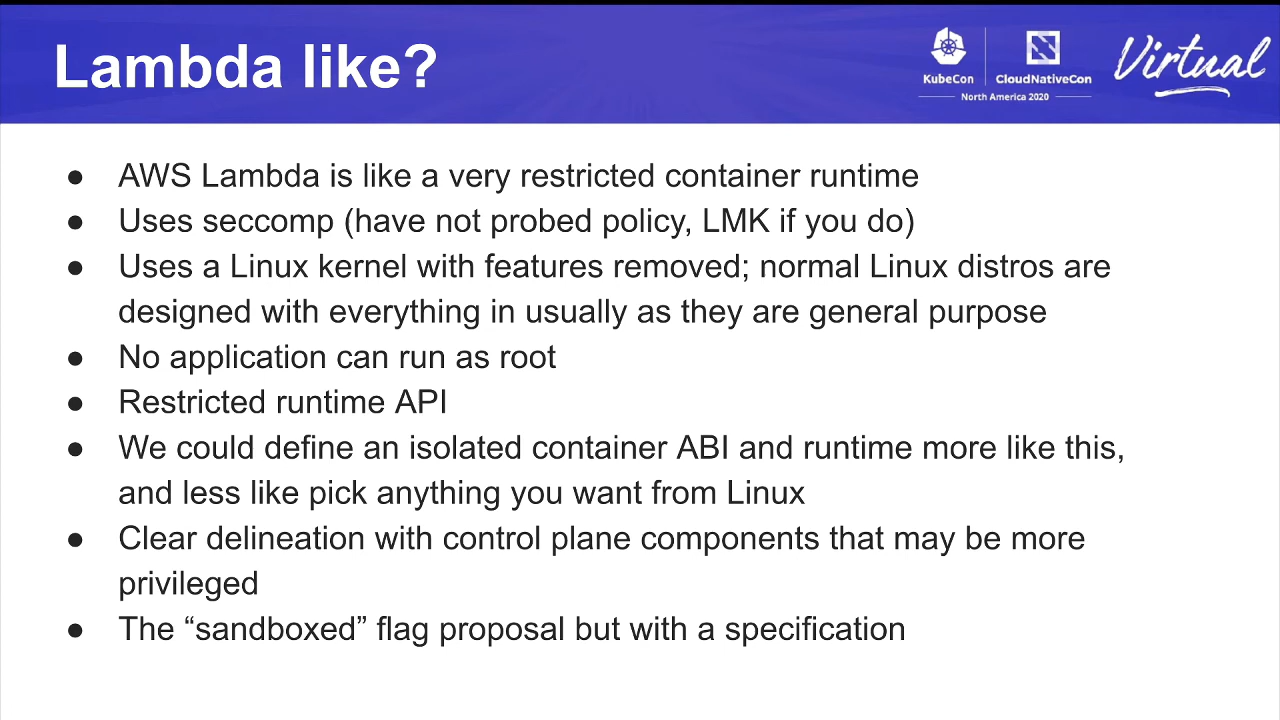 Lambda like?
KubeCon
CloudNativeCon
North America 2020
Virtual
● AWS Lambda is like a very restricted container runtime
● Uses seccomp (have not probed policy, LMK if you do)
● Uses a Linux kernel with features removed; normal Linux distros are
designed with everything in usually as they are general purpose
● No application can run as root
● Restricted runtime API
● We could define an isolated container ABI and runtime more like this,
and less like pick anything you want from Linux
● Clear delineation with control plane components that may be more
privileged
● The “sandboxed” flag proposal but with a specification